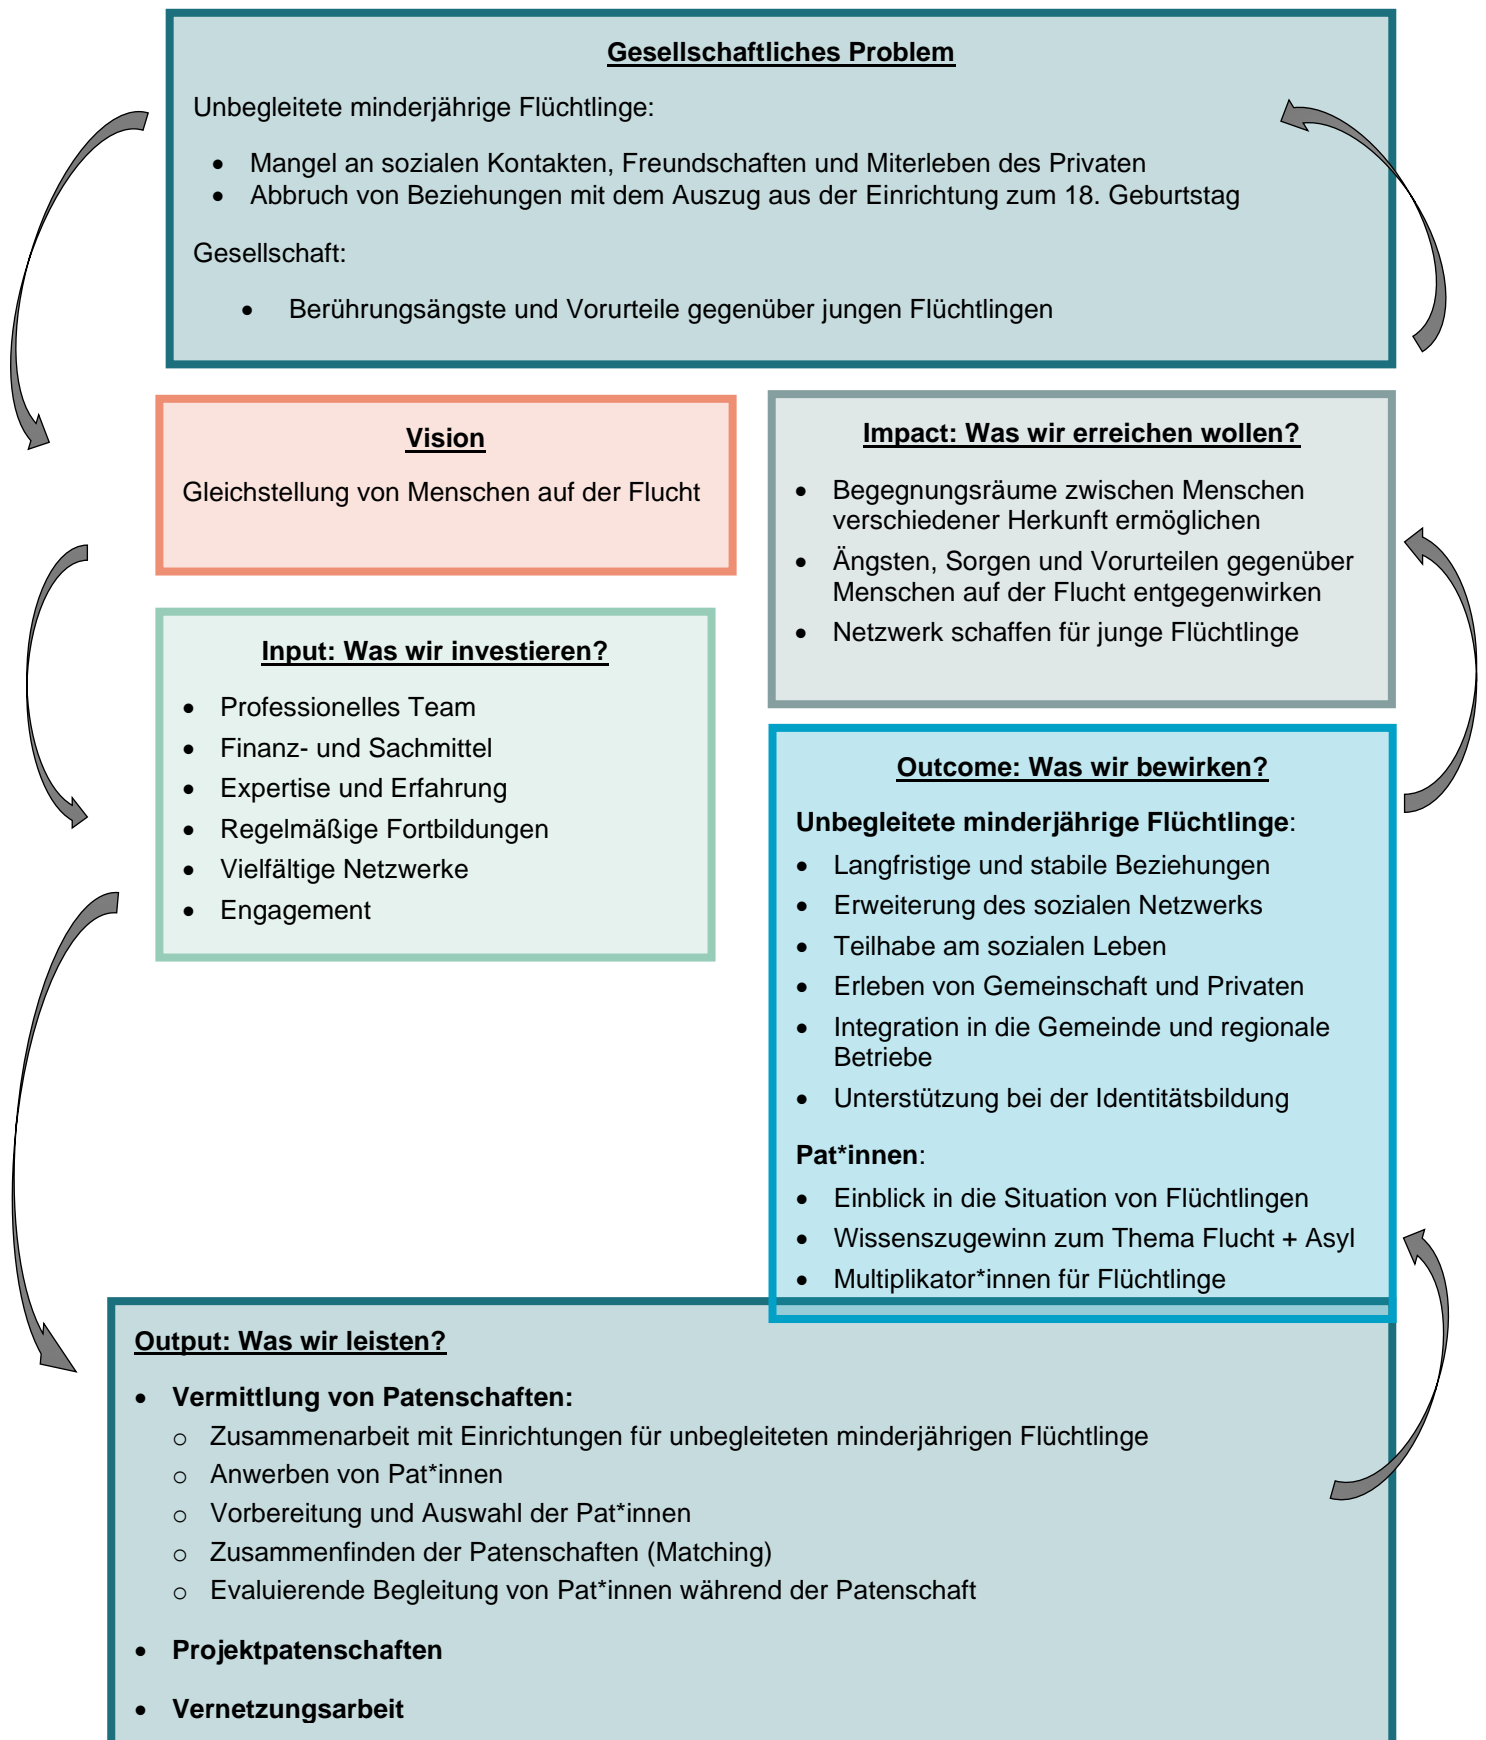 Gesellschaftliches Problem
Unbegleitete minderjährige Flüchtlinge:
• Mangel an sozialen Kontakten, Freundschaften und Miterleben des Privaten
• Abbruch von Beziehungen mit dem Auszug aus der Einrichtung zum 18. Geburtstag
Gesellschaft:
• Berührungsängste und Vorurteile gegenüber jungen Flüchtlingen
Vision
Gleichstellung von Menschen auf der Flucht
Input: Was wir investieren?
• Professionelles Team
• Finanz- und Sachmittel
• Expertise und Erfahrung
• Regelmäßige Fortbildungen
• Vielfältige Netzwerke
• Engagement
Impact: Was wir erreichen wollen?
• Begegnungsräume zwischen Menschen
verschiedener Herkunft ermöglichen
• Ängsten, Sorgen und Vorurteilen gegenüber
Menschen auf der Flucht entgegenwirken
• Netzwerk schaffen für junge Flüchtlinge
Outcome: Was wir bewirken?
Unbegleitete minderjährige Flüchtlinge:
• Langfristige und stabile Beziehungen
• Erweiterung des sozialen Netzwerks
• Teilhabe am sozialen Leben
• Erleben von Gemeinschaft und Privaten
• Integration in die Gemeinde und regionale
Betriebe
• Unterstützung bei der Identitätsbildung
Pat*innen:
• Einblick in die Situation von Flüchtlingen
• Wissenszugewinn zum Thema Flucht + Asyl
• Multiplikator*innen für Flüchtlinge
Output: Was wir leisten?
• Vermittlung von Patenschaften:
o Zusammenarbeit mit Einrichtungen für unbegleiteten minderjährigen Flüchtlinge
o Anwerben von Pat*innen
o Vorbereitung und Auswahl der Pat*innen
o Zusammenfinden der Patenschaften (Matching)
o Evaluierende Begleitung von Pat*innen während der Patenschaft
• Projektpatenschaften
• Vernetzungsarbeit